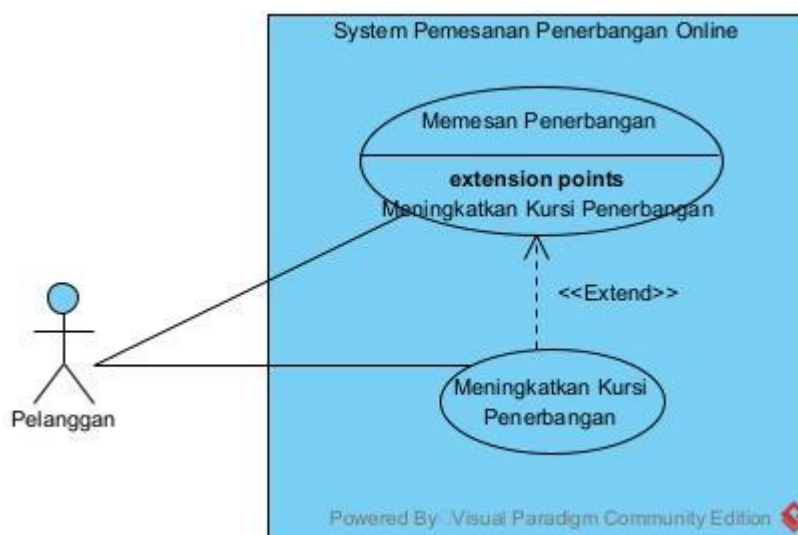 System Pemesanan Penerbangan Online
Memesan Penerbangan
extension points
Meningkatkan Kursi Penerbangan
<<Extend>>
Pelanggan
Meningkatkan Kursi
Penerbangan
Powered By Visual Paradigm Community Edition